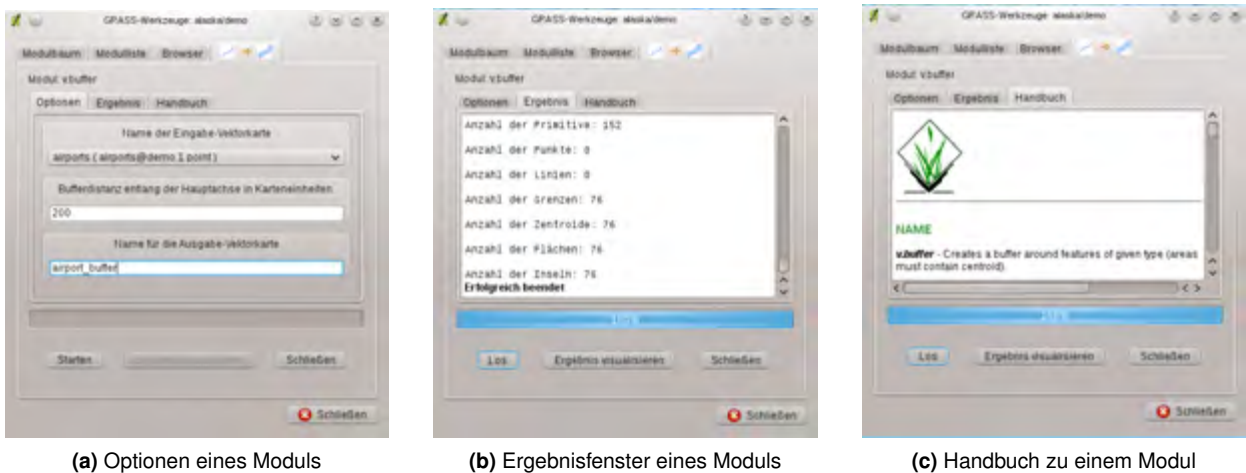 GRASS-Werkzeuge: alaska/demo
Modulbaum Modulliste Browser
Modul: v.buffer
Optionen Ergebnis Handbuch
Name der Eingabe-Vektorkarte
airports ( airports@demo 1 point )
Bufferdistanz entlang der Hauptachse in Karteneinheiten
200
Name für die Ausgabe-Vektorkarte
airport_buffer
Starten Schließen
Schließen
(a) Optionen eines Moduls
GRASS-Werkzeuge: alaska/demo
Modulbaum Modulliste Browser
Modul: v.buffer
Optionen Ergebnis Handbuch
Anzahl der Primitive: 152
Anzahl der Punkte: 0
Anzahl der Linien: 0
Anzahl der Grenzen: 76
Anzahl der Zentroide: 76
Anzahl der Flächen: 76
Anzahl der Inseln: 76
Erfolgreich beendet
100%
Los Ergebnis visualisieren Schließen
Schließen
(b) Ergebnisfenster eines Moduls
GRASS-Werkzeuge: alaska/demo
Modulbaum Modulliste Browser
Modul: v.buffer
Optionen Ergebnis Handbuch
NAME
v.buffer - Creates a buffer around features of given type (areas
must contain centroid).
Los Ergebnis visualisieren Schließen
Schließen
(c) Handbuch zu einem Modul